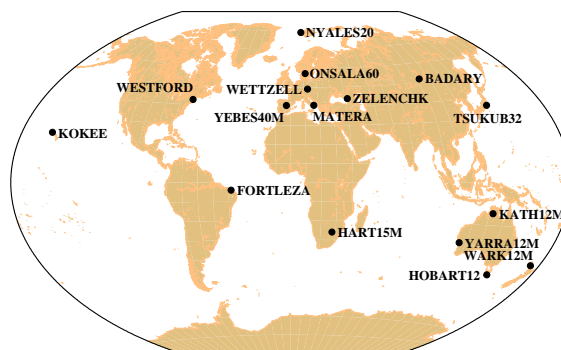 NYALES20
ONSALA60
BADARY
WETTZELL
WESTFORD
ZELENCHK
YEBES40M
MATERA
TSUKUB32
KOKEE
FORTLEZA
KATH12M
HART15M
YARRA12M
WARK12M
HOBART12